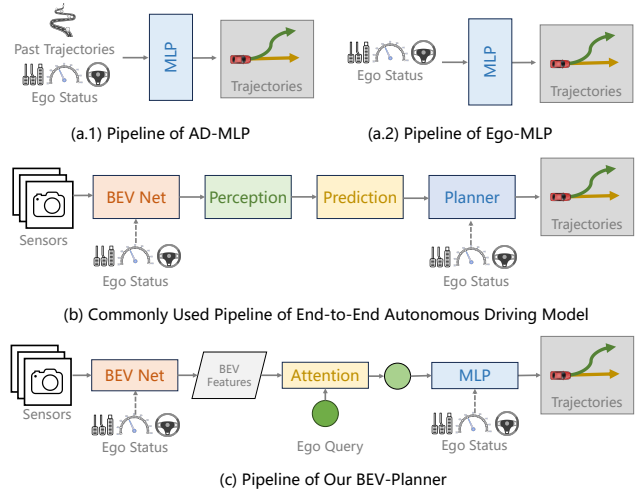 Past Trajectories
Ego Status
MLP
Trajectories
(a.1) Pipeline of AD-MLP
Ego Status
MLP
Trajectories
(a.2) Pipeline of Ego-MLP
Sensors
BEV Net
Perception
Prediction
Planner
Trajectories
Ego Status
Ego Status
(b) Commonly Used Pipeline of End-to-End Autonomous Driving Model
Sensors
BEV Net
BEV
Features
Attention
MLP
Trajectories
Ego Status
Ego Query
Ego Status
(c) Pipeline of Our BEV-Planner